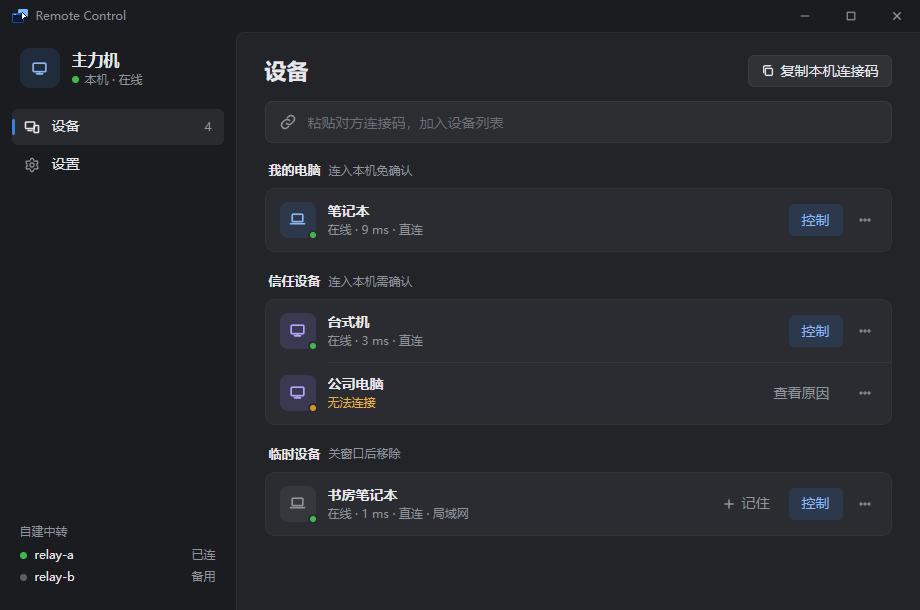 Remote Control
主力机
本机 · 在线
设备 4
设置
自建中转
relay-a 已连
relay-b 备用
设备
复制本机连接码
粘贴对方连接码，加入设备列表
我的电脑 连入本机免确认
笔记本
在线 · 9 ms · 直连
控制
信任设备 连入本机需确认
台式机
在线 · 3 ms · 直连
控制
公司电脑
无法连接
查看原因
临时设备 关窗口后移除
书房笔记本
在线 · 1 ms · 直连 · 局域网
+ 记住
控制